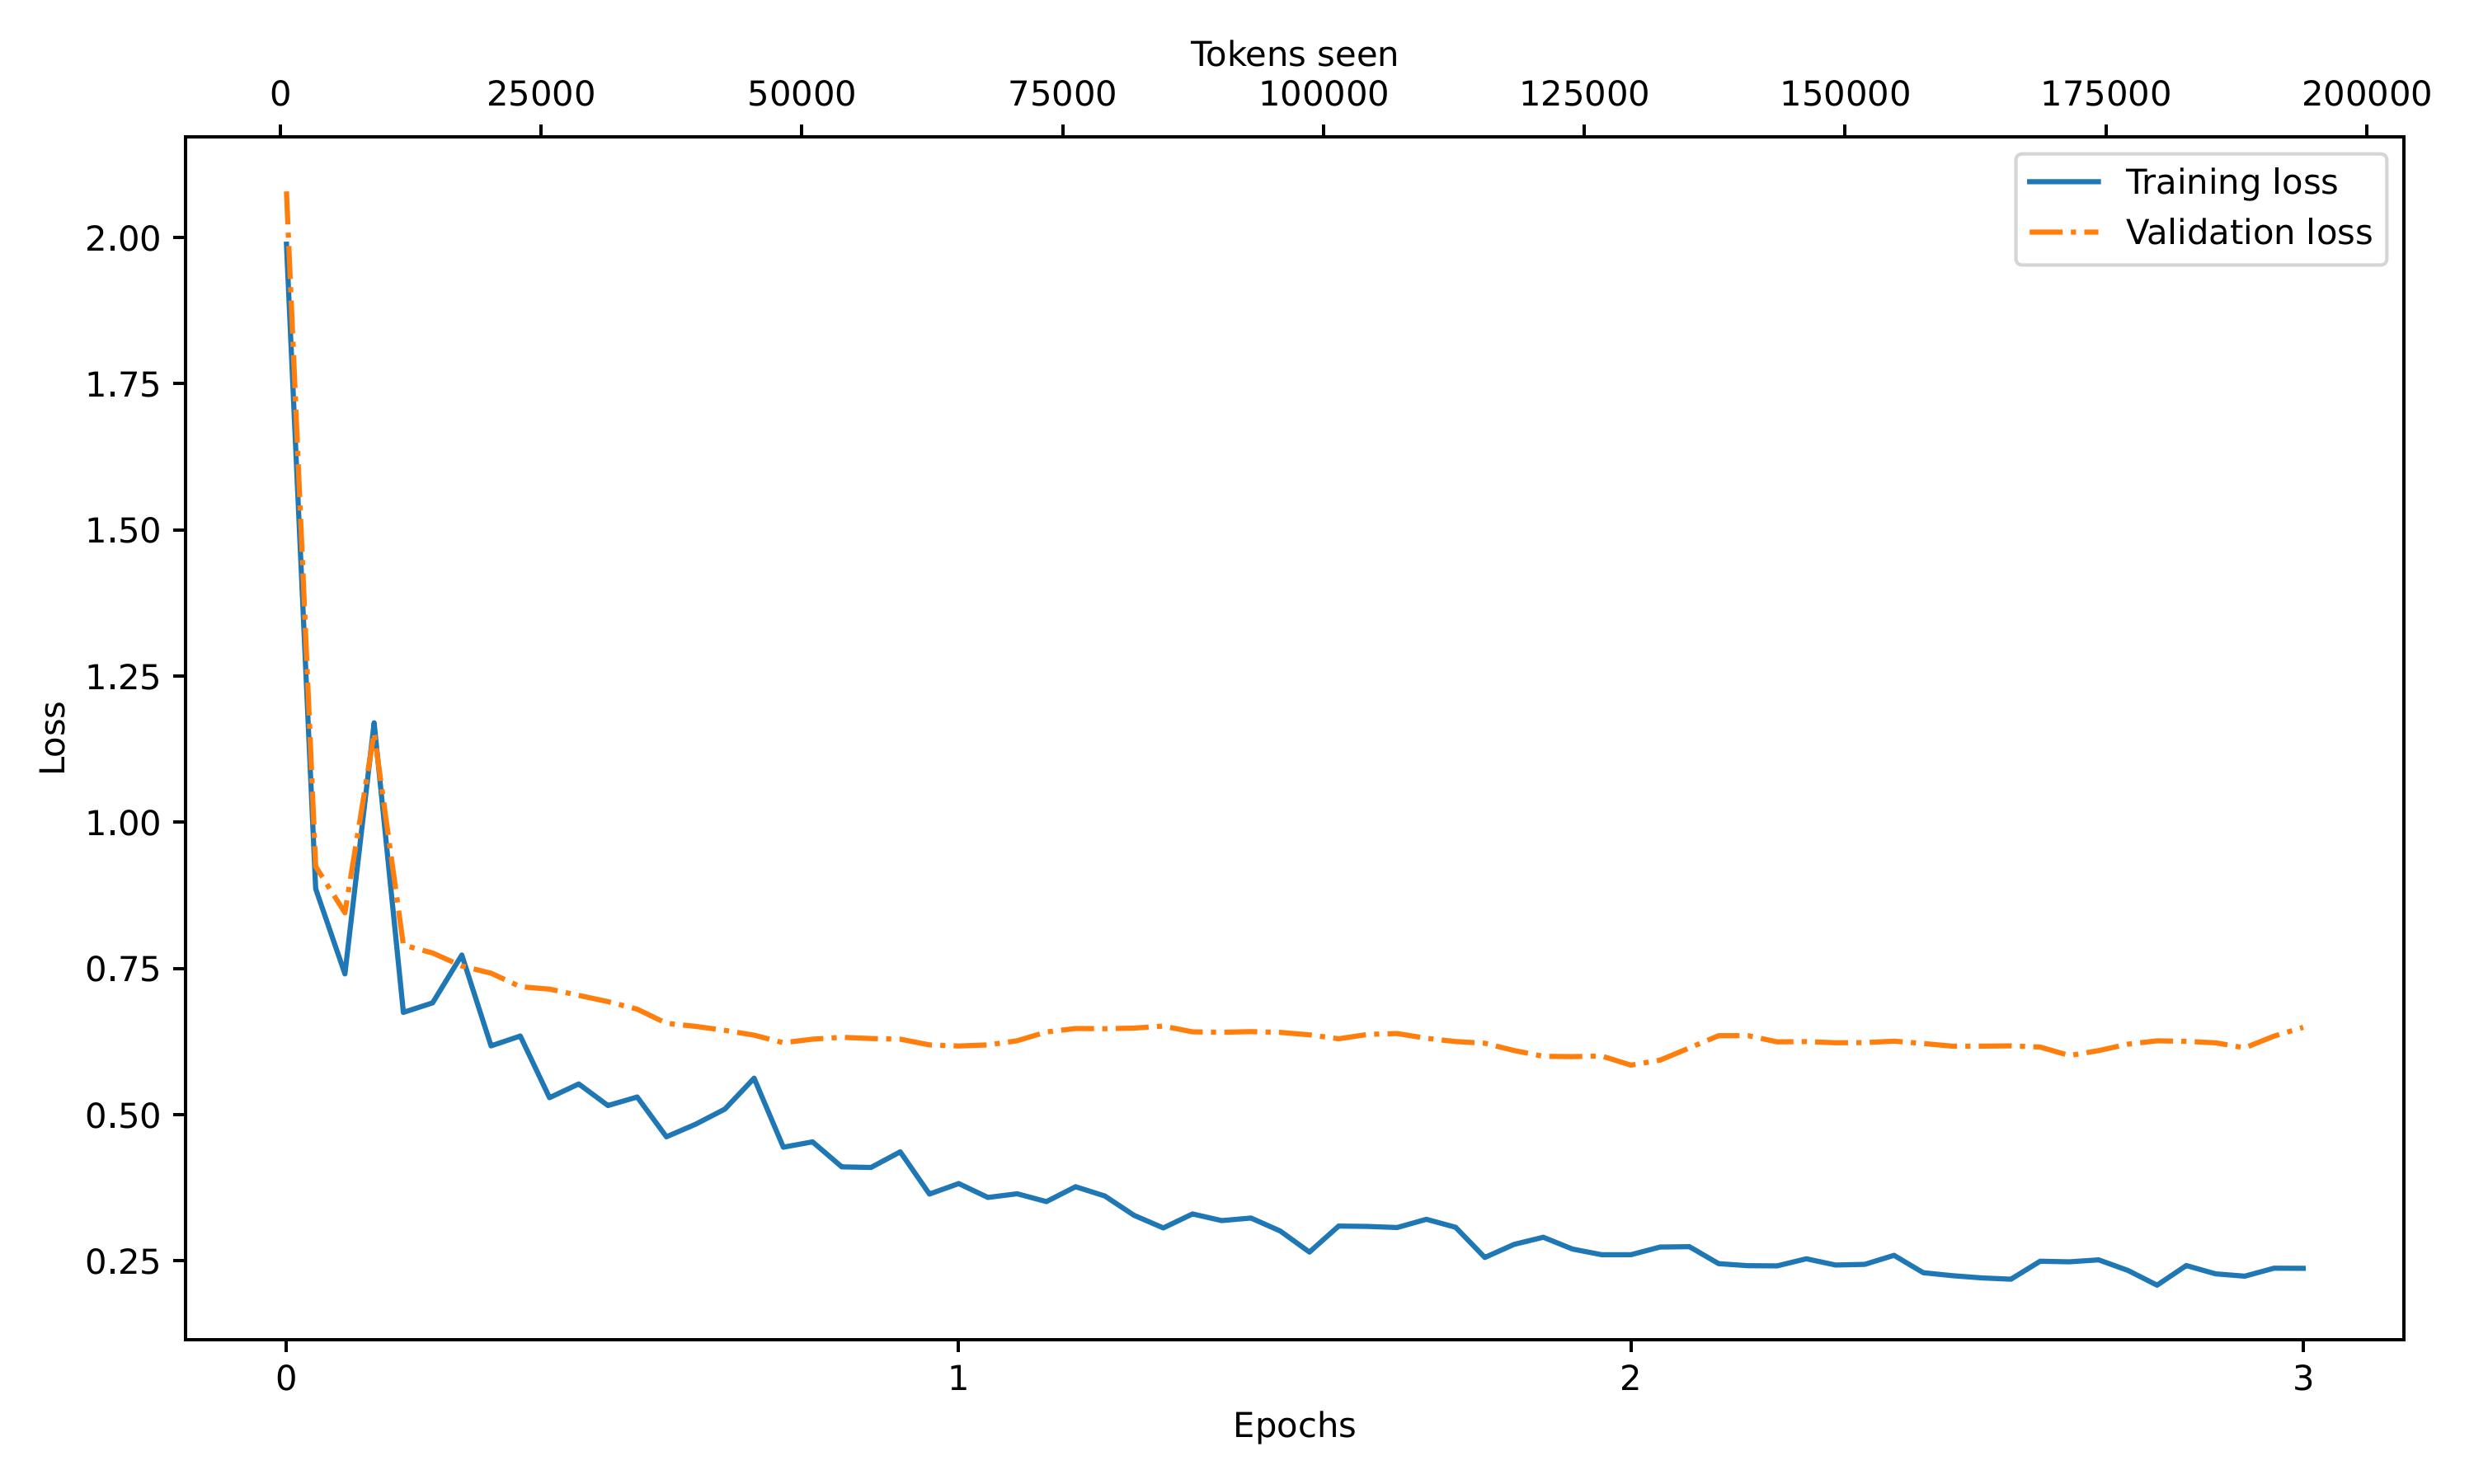 Tokens seen
0 25000 50000 75000 100000 125000 150000 175000 200000
Training loss
Validation loss
2.00
1.75
1.50
1.25
1.00
0.75
0.50
0.25
Loss
0 1 2 3
Epochs